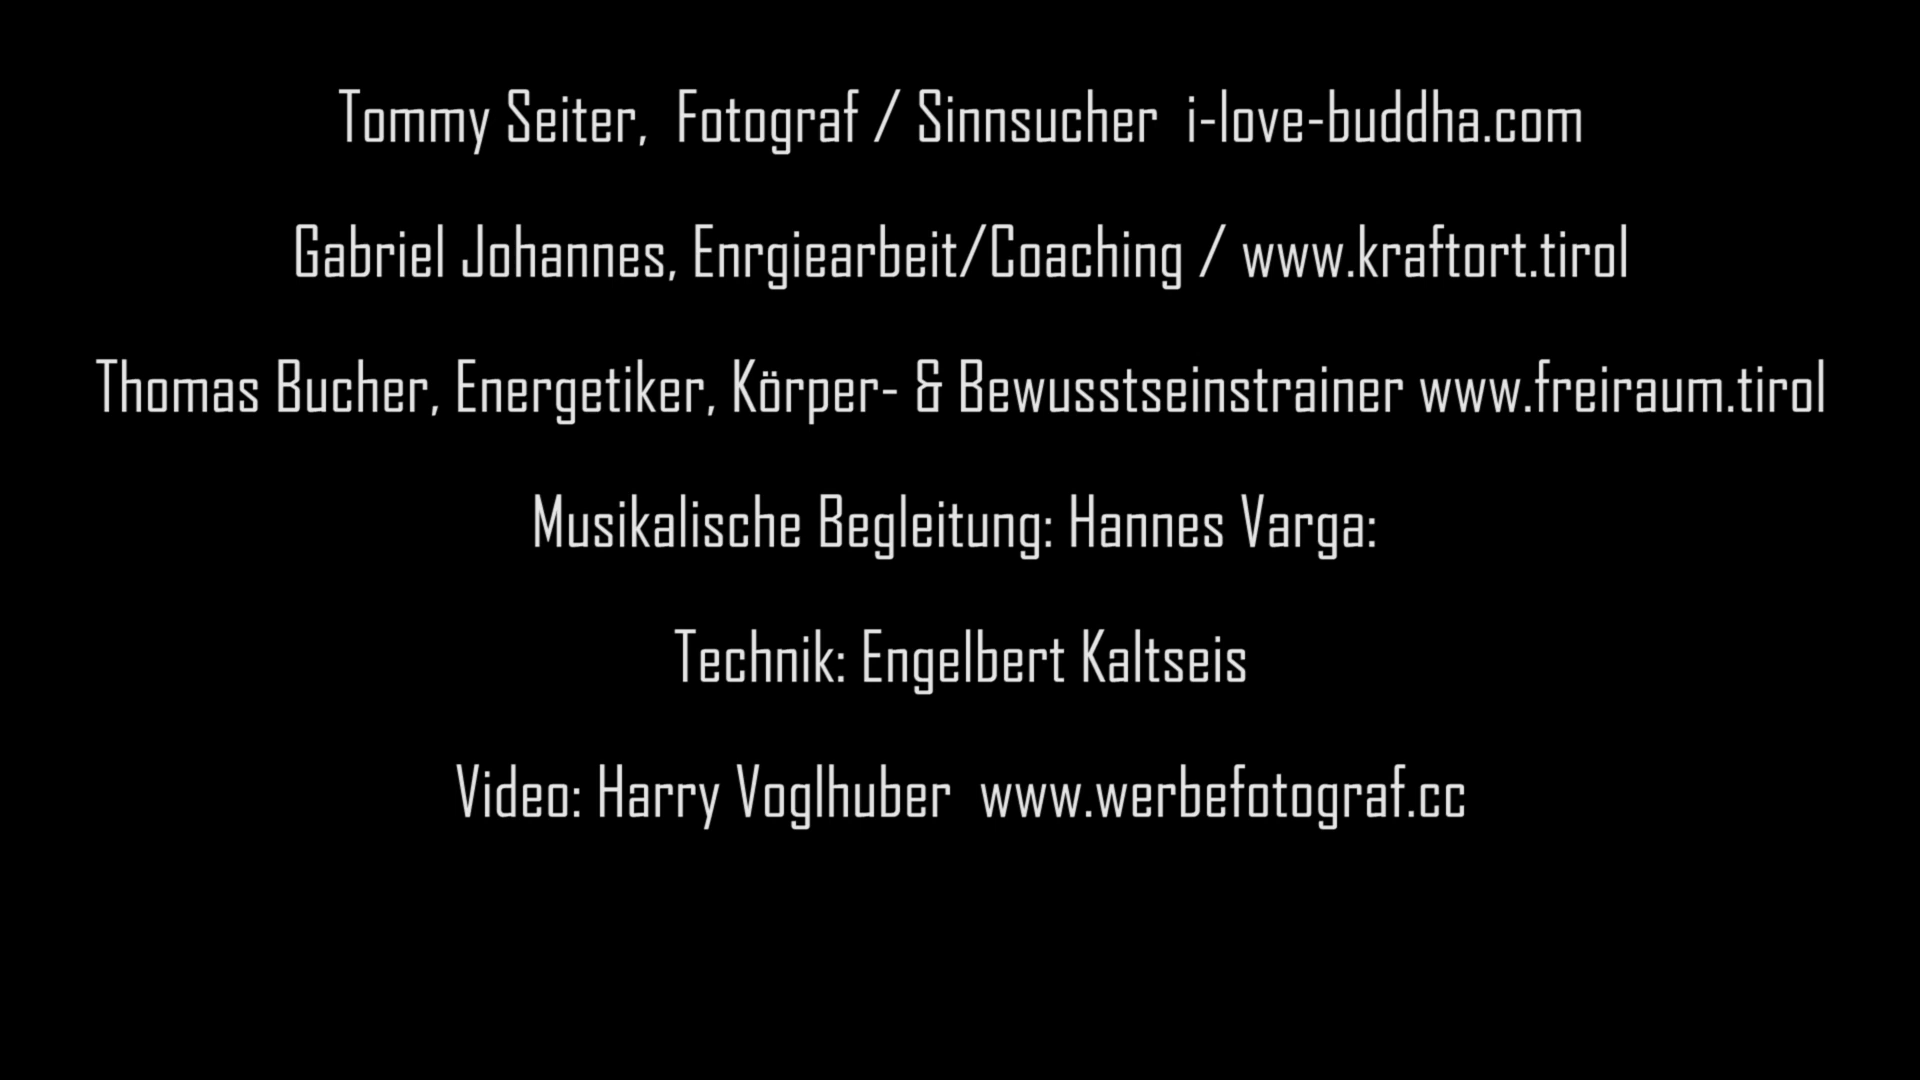 Tommy Seiter,  Fotograf / Sinnsucher  i-love-buddha.com
Gabriel Johannes, Enrgiearbeit/Coaching / www.kraftort.tirol
Thomas Bucher, Energetiker, Körper- & Bewusstseinstrainer www.freiraum.tirol
Musikalische Begleitung: Hannes Varga:
Technik: Engelbert Kaltseis
Video: Harry Voglhuber  www.werbefotograf.cc